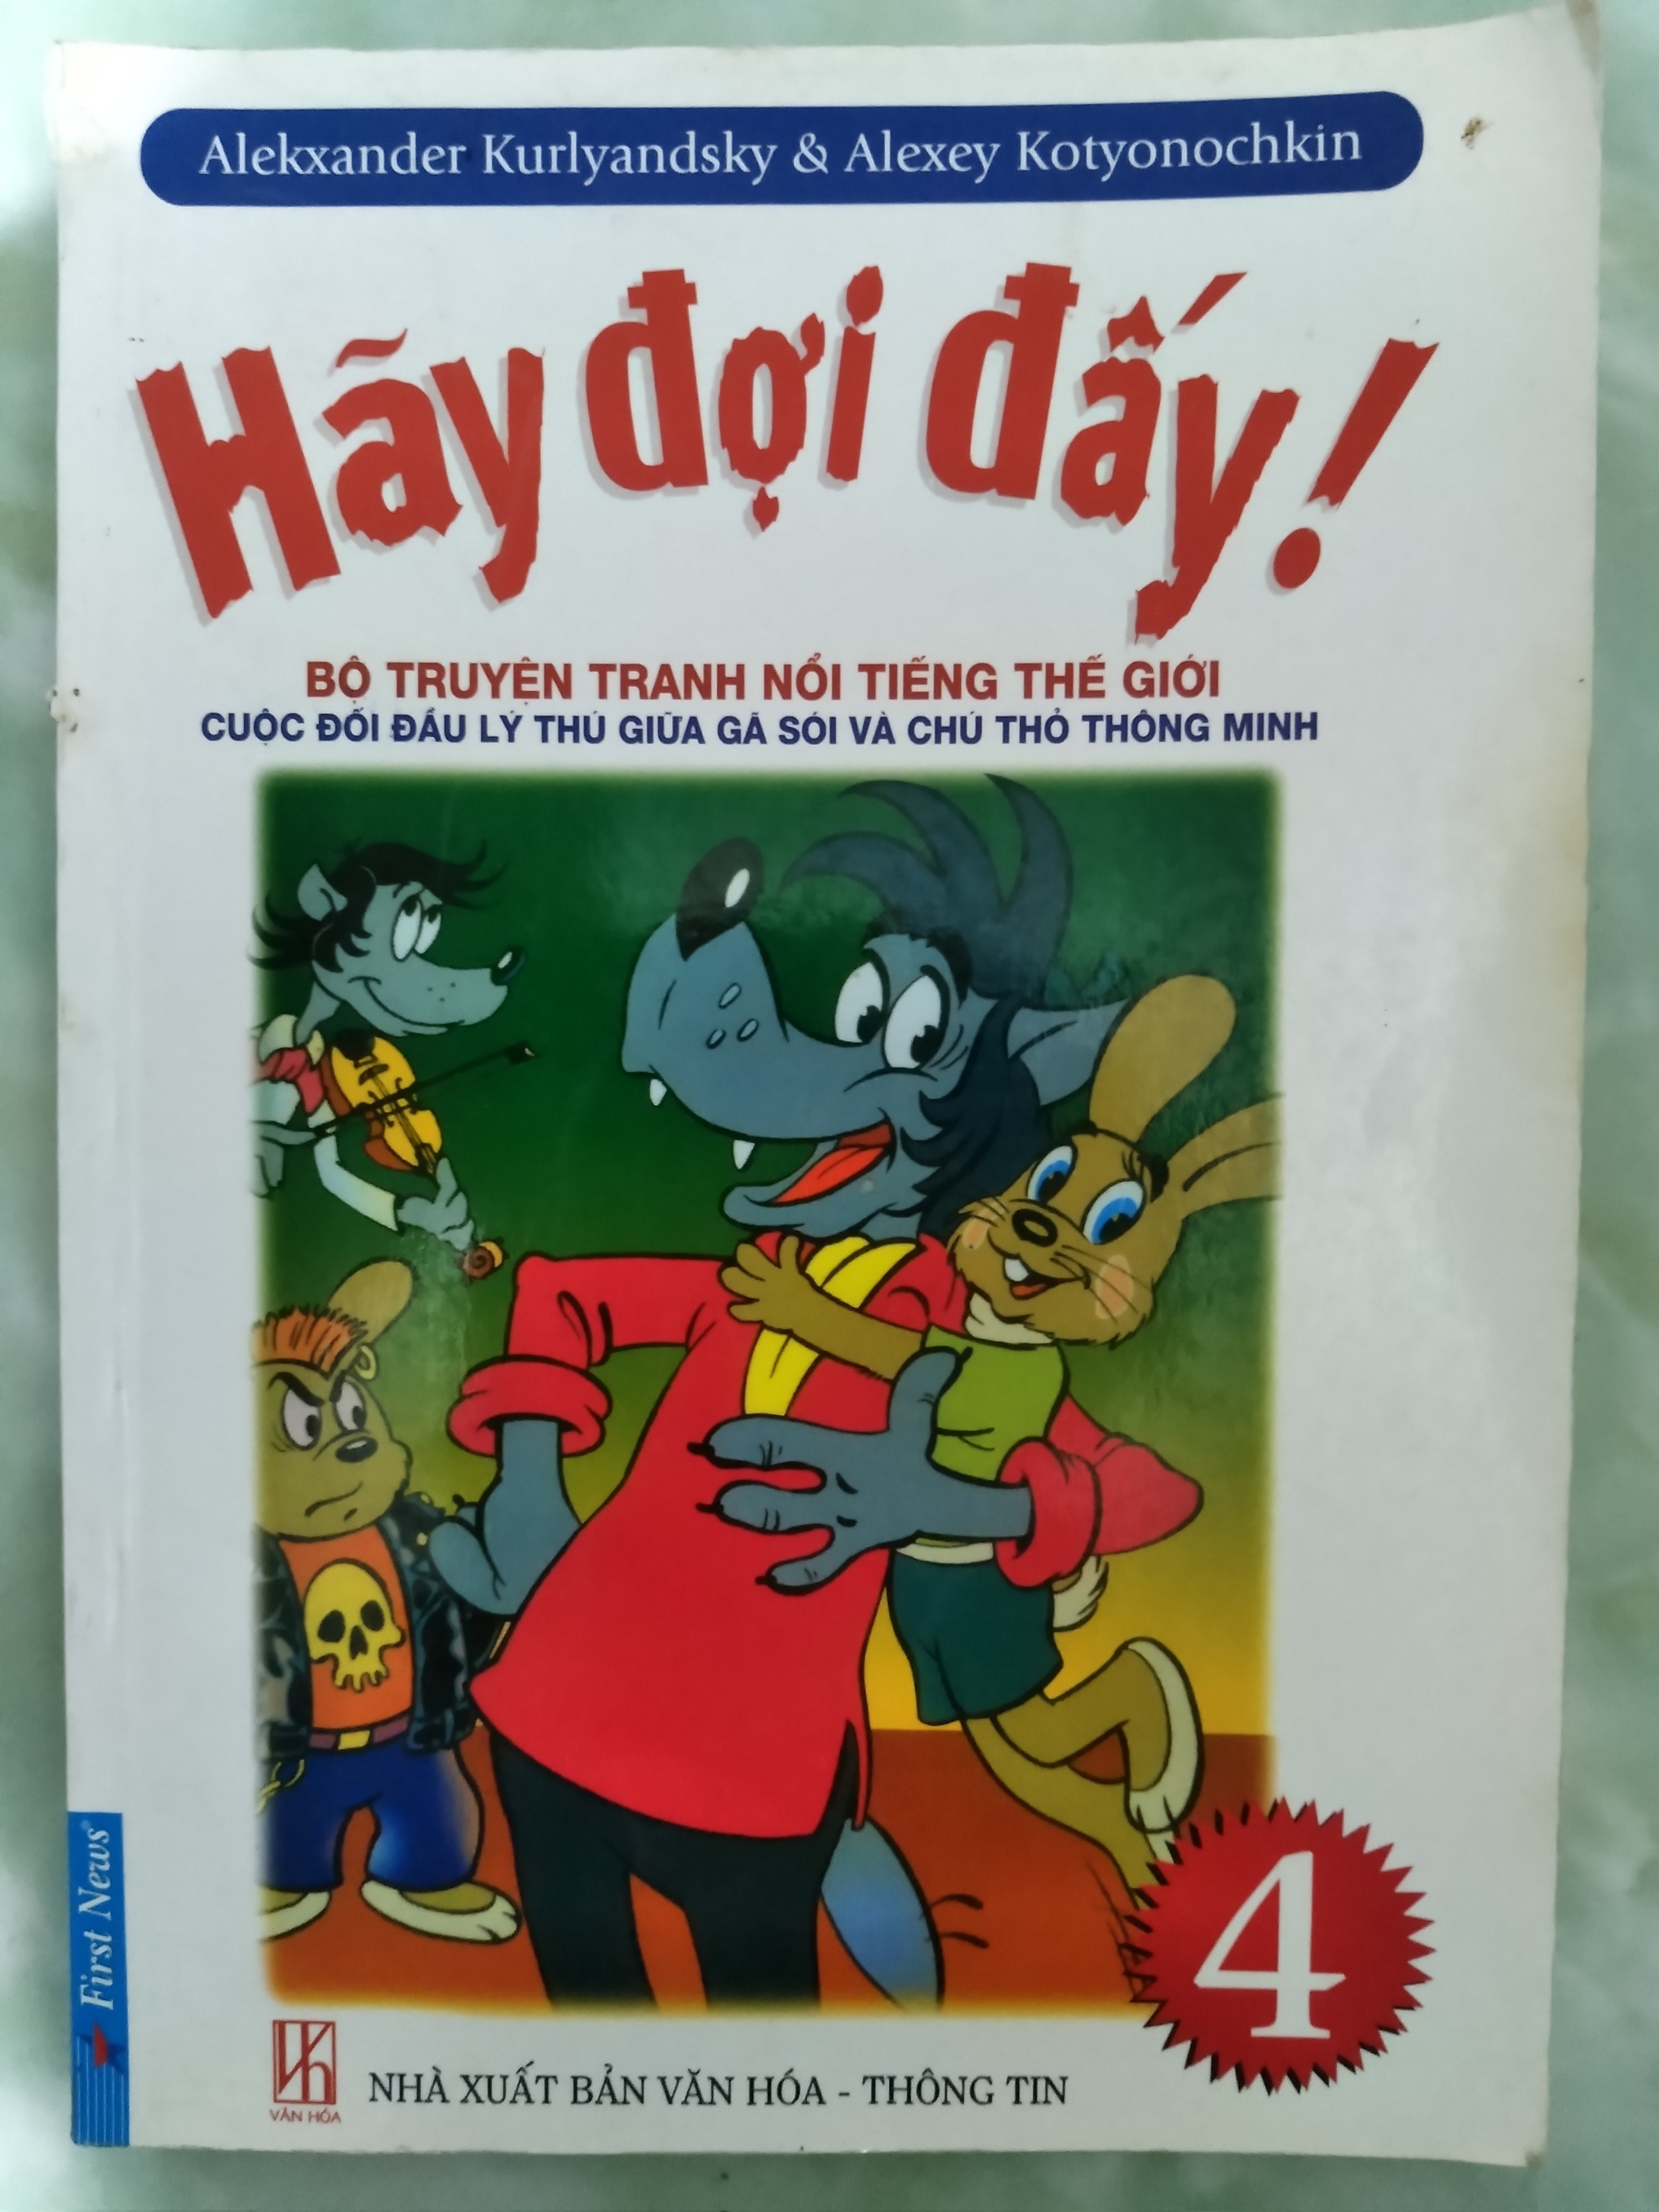 Alekxander Kurlyandsky & Alexey Kotyonochkin
Hãy đợi đấy!
BỘ TRUYỆN TRANH NỔI TIẾNG THẾ GIỚI
CUỘC ĐỐI ĐẦU LÝ THÚ GIỮA GÃ SÓI VÀ CHÚ THỎ THÔNG MINH
4
First News
VĂN HÓA
NHÀ XUẤT BẢN VĂN HÓA - THÔNG TIN